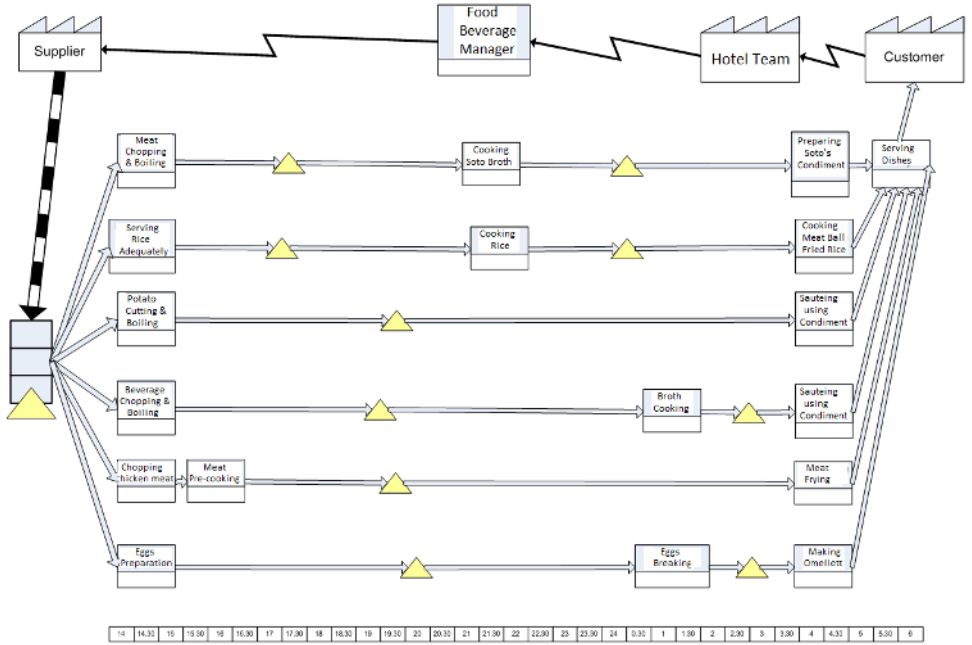 Food
Beverage
Manager
Supplier
Hotel Team
Customer
Meat
Chopping
& Boiling
Cooking
Soto Broth
Preparing
Soto's
Condiment
Serving
Dishes
Serving
Rice
Adequately
Cooking
Rice
Cooking
Meat Ball
Fried Rice
Potato
Cutting &
Boiling
Sauteing
using
Condiment
Beverage
Chopping &
Boiling
Broth
Cooking
Sauteing
using
Condiment
Chopping
chicken meat
Meat
Pre-cooking
Meat
Frying
Eggs
Preparation
Eggs
Breaking
Making
Omellett
14 14.30 15 15.30 16 16.30 17 17.30 18 18.30 19 19.30 20 20.30 21 21.30 22 22.30 23 23.30 24 0.30 1 1.30 2 2.30 3 3.30 4 4.30 5 5.30 6